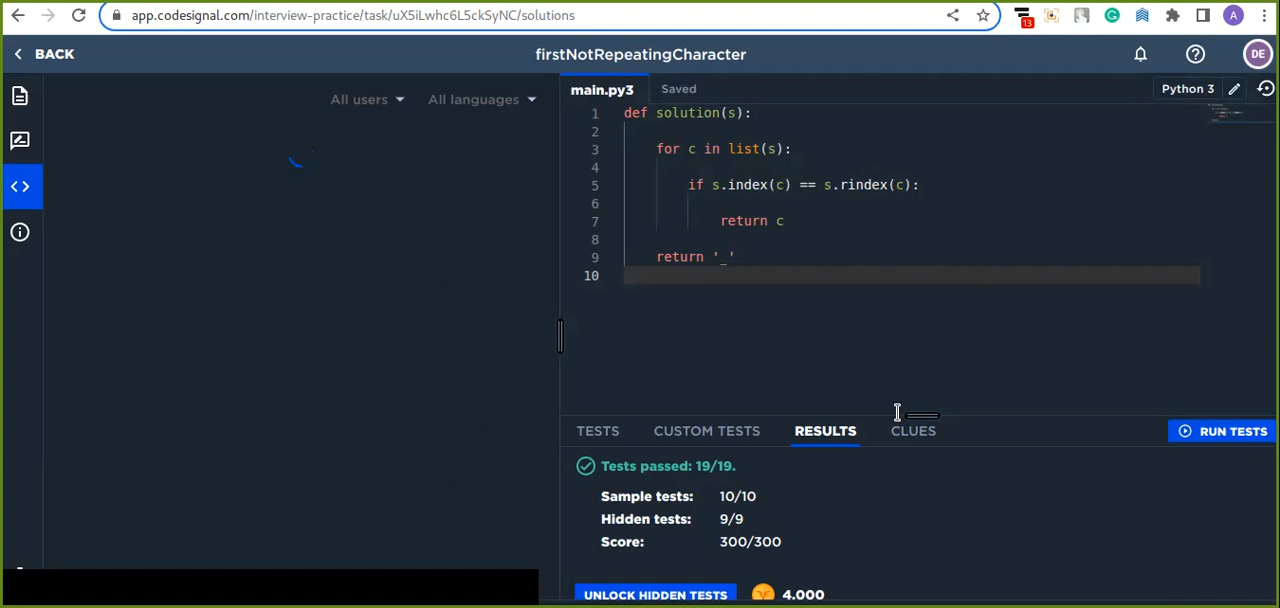 app.codesignal.com/interview-practice/task/uX5iLwhc6L5ckSyNC/solutions
13
A
BACK
firstNotRepeatingCharacter
DE
All users
All languages
main.py3
Saved
Python 3
1 def solution(s):
2
3 for c in list(s):
4
5 if s.index(c) == s.rindex(c):
6
7 return c
8
9 return '_'
10
TESTS
CUSTOM TESTS
RESULTS
CLUES
RUN TESTS
Tests passed: 19/19.
Sample tests: 10/10
Hidden tests: 9/9
Score: 300/300
UNLOCK HIDDEN TESTS
4.000